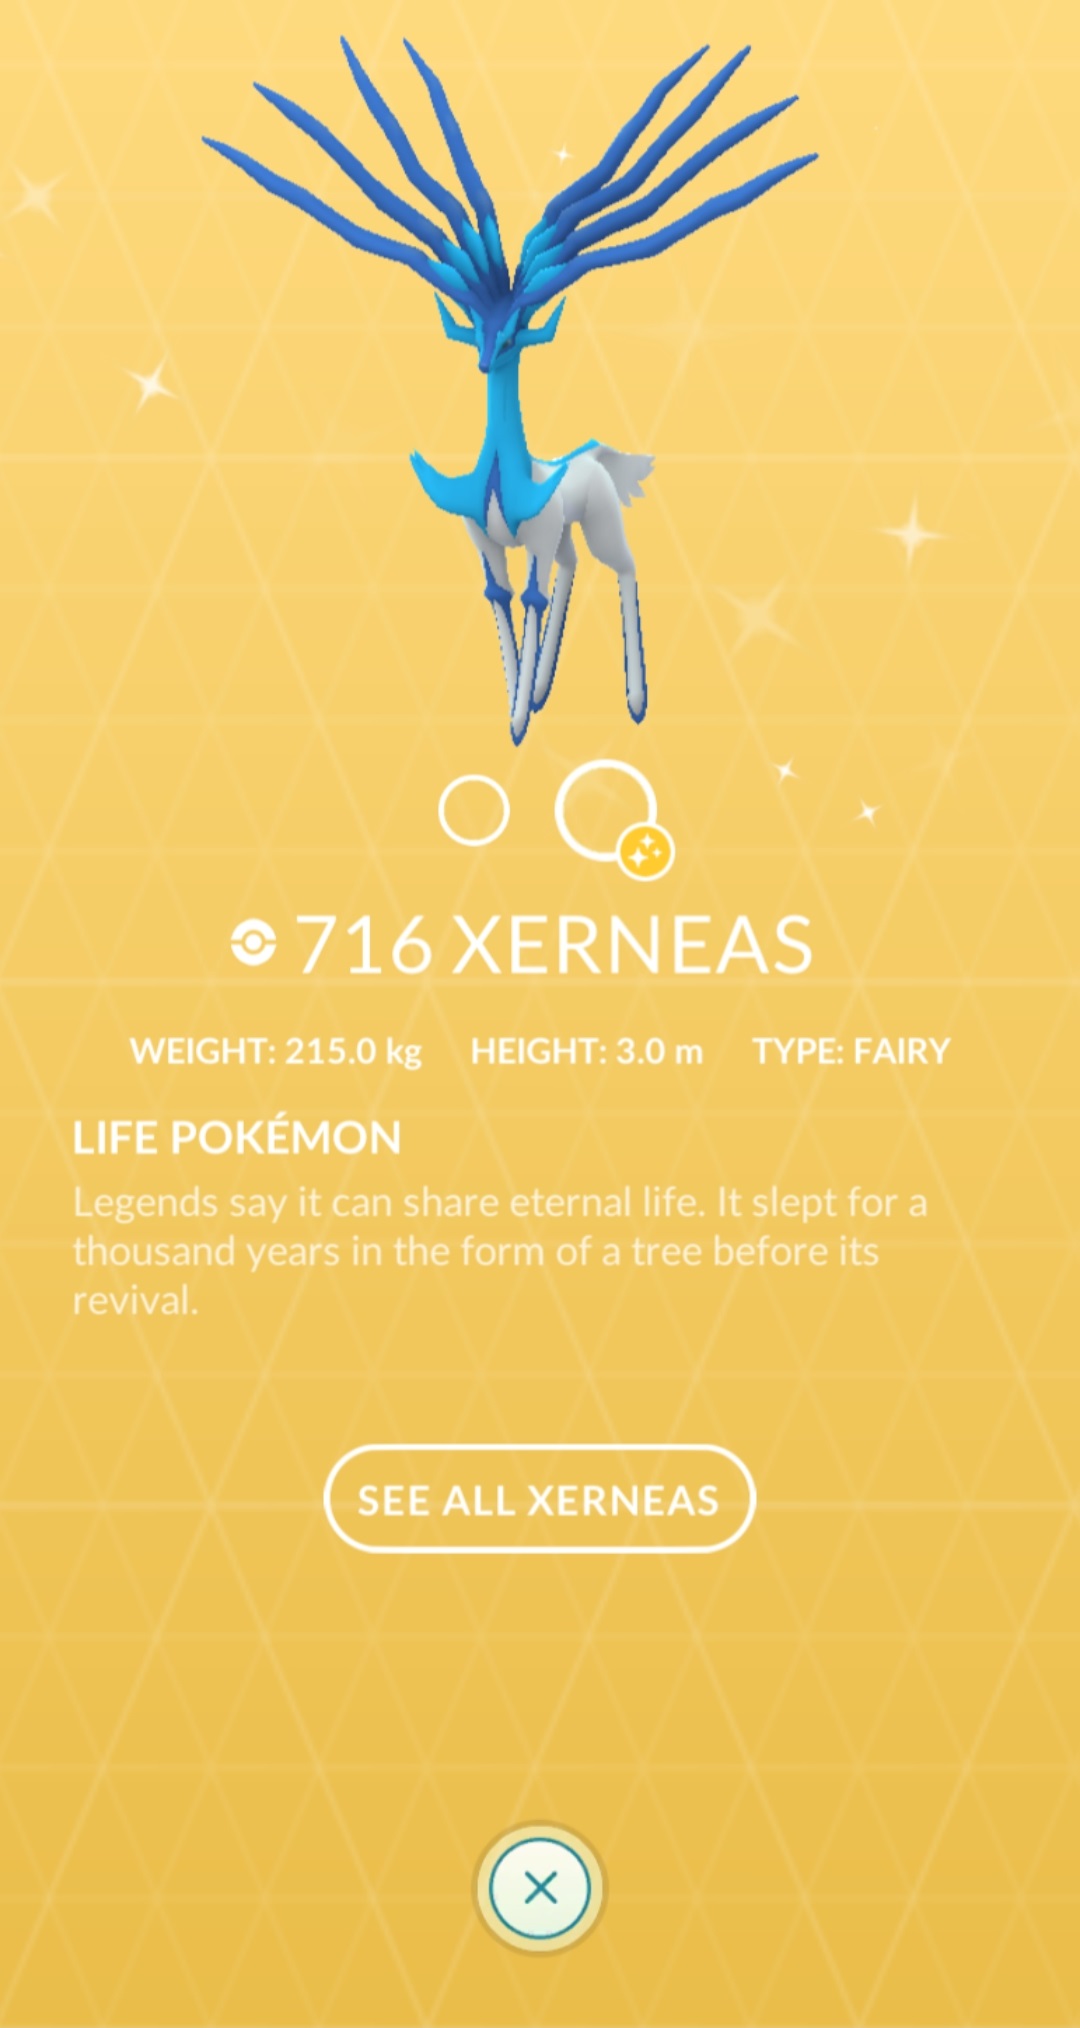 716 XERNEAS
WEIGHT: 215.0 kg HEIGHT: 3.0 m TYPE: FAIRY
LIFE POKÉMON
Legends say it can share eternal life. It slept for a
thousand years in the form of a tree before its
revival.
SEE ALL XERNEAS